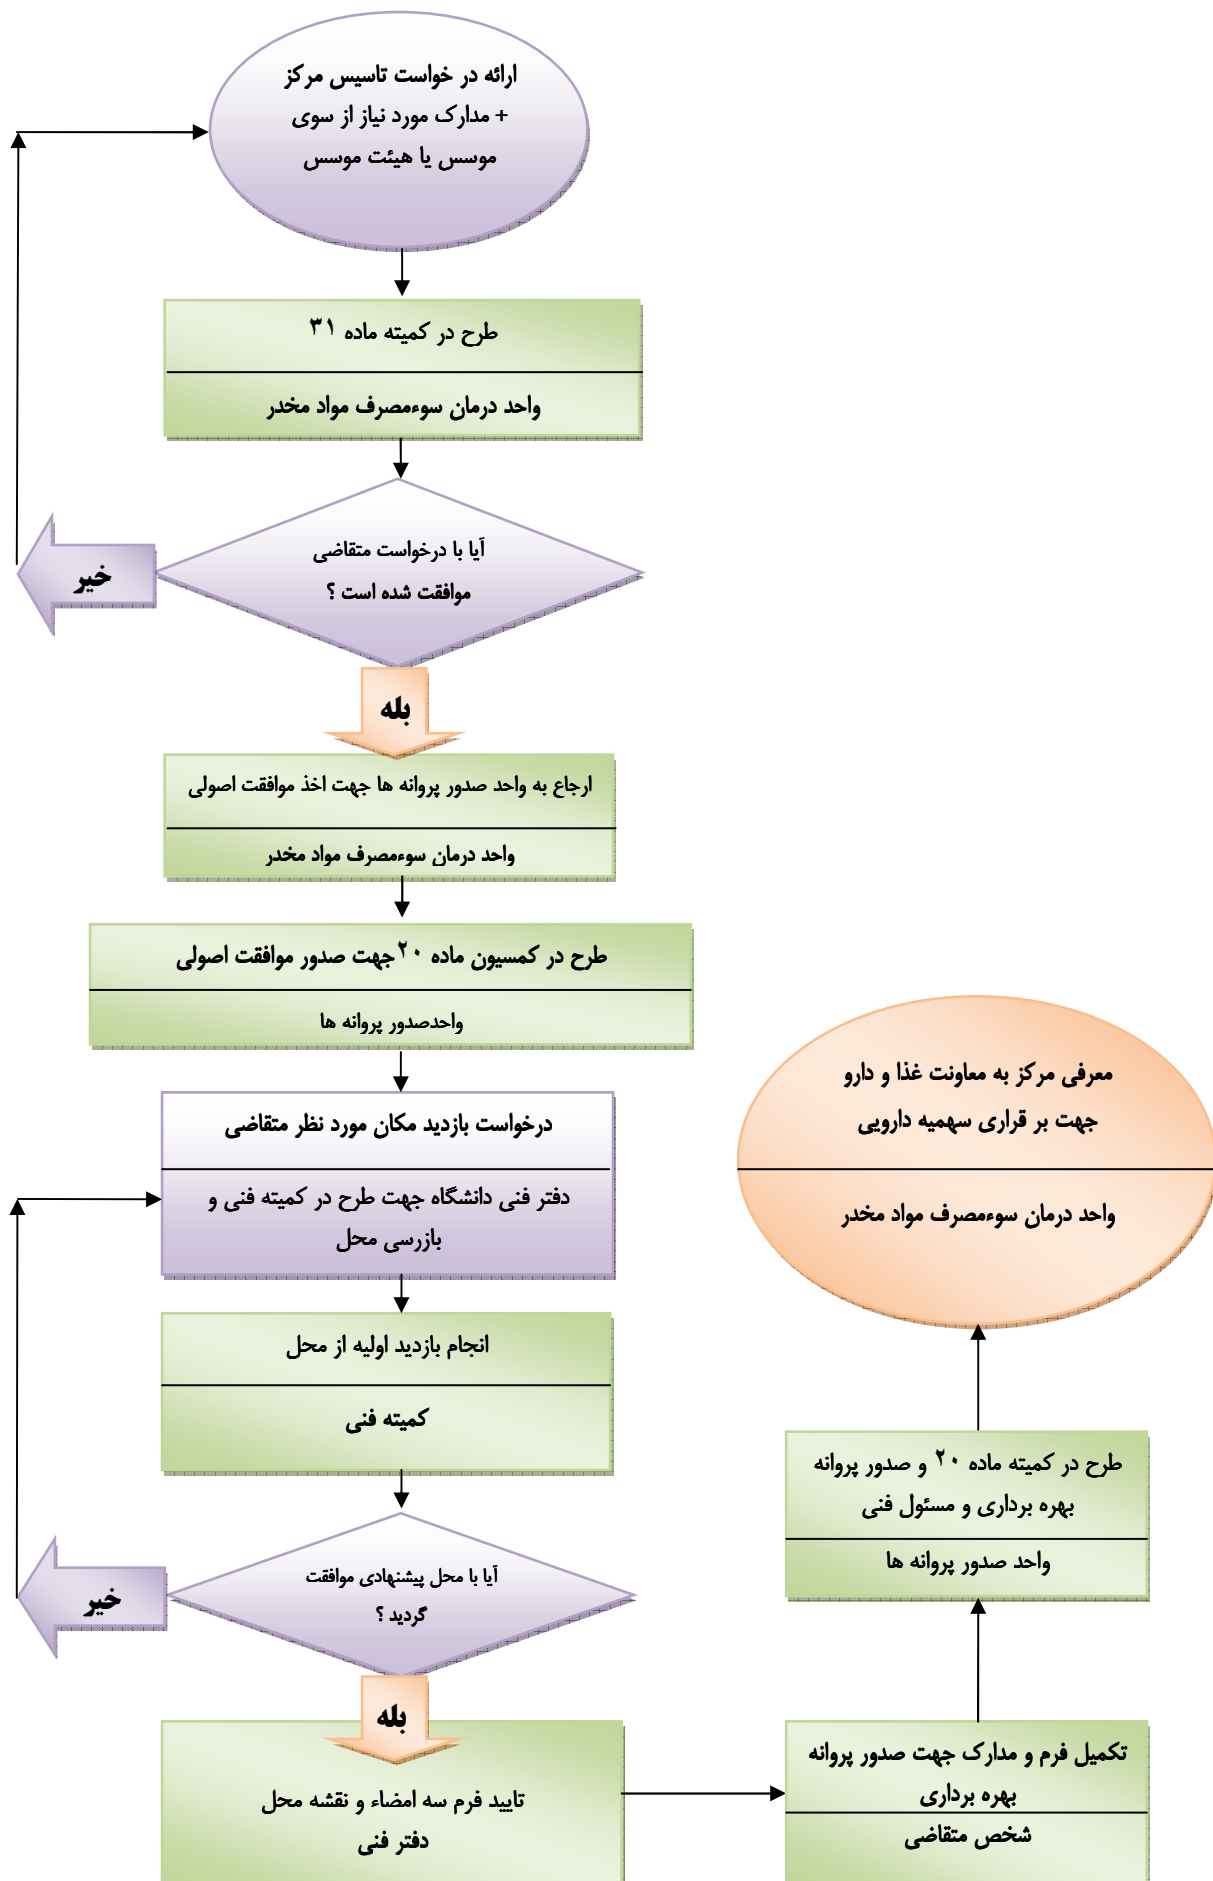 ارائه در خواست تاسیس مرکز
+ مدارک مورد نیاز از سوی
موسس یا هیئت موسس
طرح در کمیته ماده ۳۱
واحد درمان سوءمصرف مواد مخدر
آیا با درخواست متقاضی
موافقت شده است ؟
خیر
بله
ارجاع به واحد صدور پروانه ها جهت اخذ موافقت اصولی
واحد درمان سوءمصرف مواد مخدر
طرح در کمسیون ماده ۲۰ جهت صدور موافقت اصولی
واحدصدور پروانه ها
درخواست بازدید مکان مورد نظر متقاضی
دفتر فنی دانشگاه جهت طرح در کمیته فنی و
بازرسی محل
انجام بازدید اولیه از محل
کمیته فنی
آیا با محل پیشنهادی موافقت
گردید ؟
خیر
بله
تایید فرم سه امضاء و نقشه محل
دفتر فنی
تکمیل فرم و مدارک جهت صدور پروانه
بهره برداری
شخص متقاضی
طرح در کمیته ماده ۲۰ و صدور پروانه
بهره برداری و مسئول فنی
واحد صدور پروانه ها
معرفی مرکز به معاونت غذا و دارو
جهت بر قراری سهمیه دارویی
واحد درمان سوءمصرف مواد مخدر